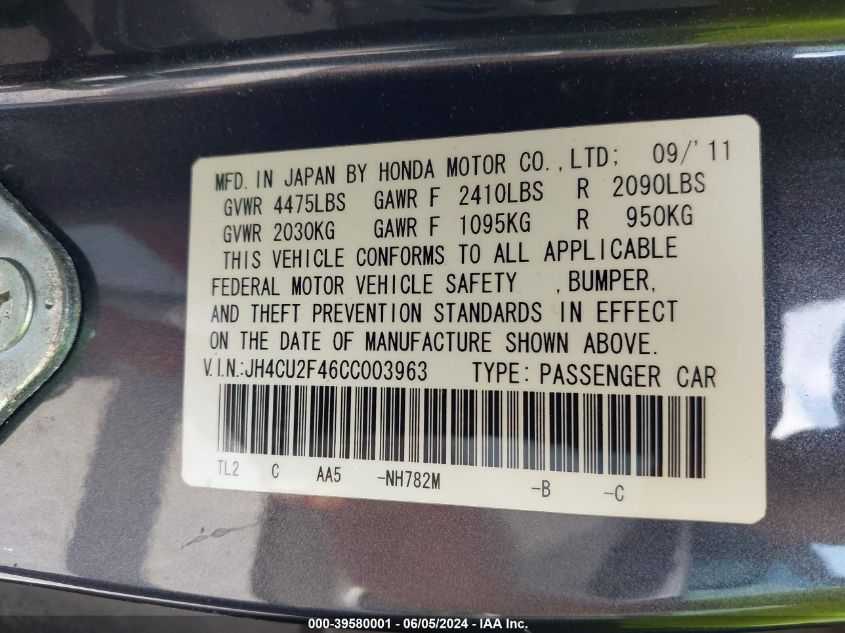 MFD. IN JAPAN BY HONDA MOTOR CO., LTD; 09/'11
GVWR 4475LBS GAWR F 2410LBS R 2090LBS
GVWR 2030KG GAWR F 1095KG R 950KG
THIS VEHICLE CONFORMS TO ALL APPLICABLE
FEDERAL MOTOR VEHICLE SAFETY , BUMPER,
AND THEFT PREVENTION STANDARDS IN EFFECT
ON THE DATE OF MANUFACTURE SHOWN ABOVE.
V.I.N.:JH4CU2F46CC003963 TYPE: PASSENGER CAR
TL2 C AA5 -NH782M -B -C
000-39580001 - 06/05/2024 - IAA Inc.